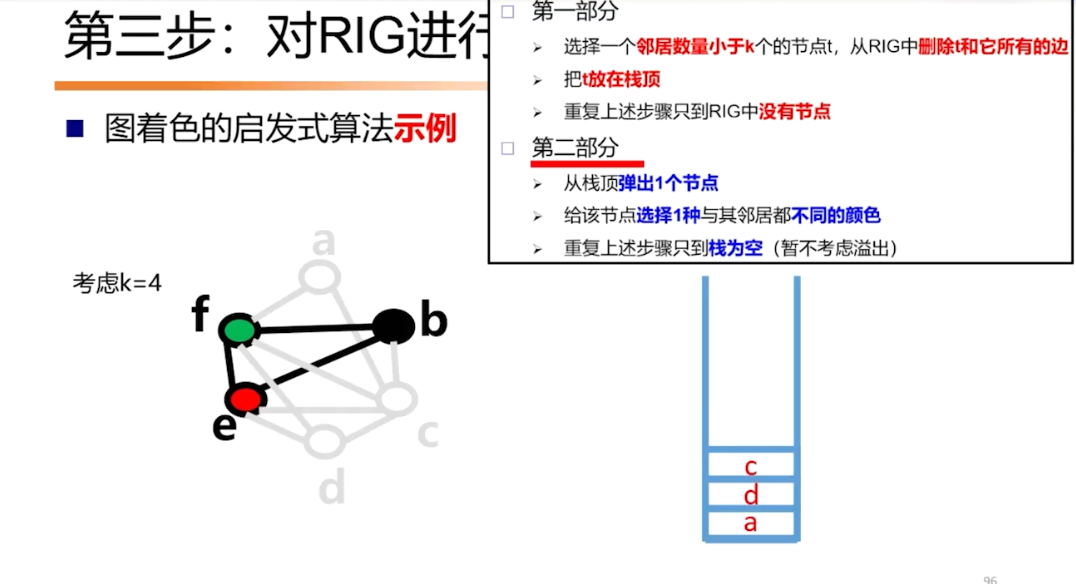 第三步：对RIG进行
图着色的启发式算法示例
第一部分
选择一个邻居数量小于k个的节点t，从RIG中删除t和它所有的边
把t放在栈顶
重复上述步骤只到RIG中没有节点
第二部分
从栈顶弹出1个节点
给该节点选择1种与其邻居都不同的颜色
重复上述步骤只到栈为空（暂不考虑溢出）
考虑k=4
a
f
b
e
c
d
c
d
a
96